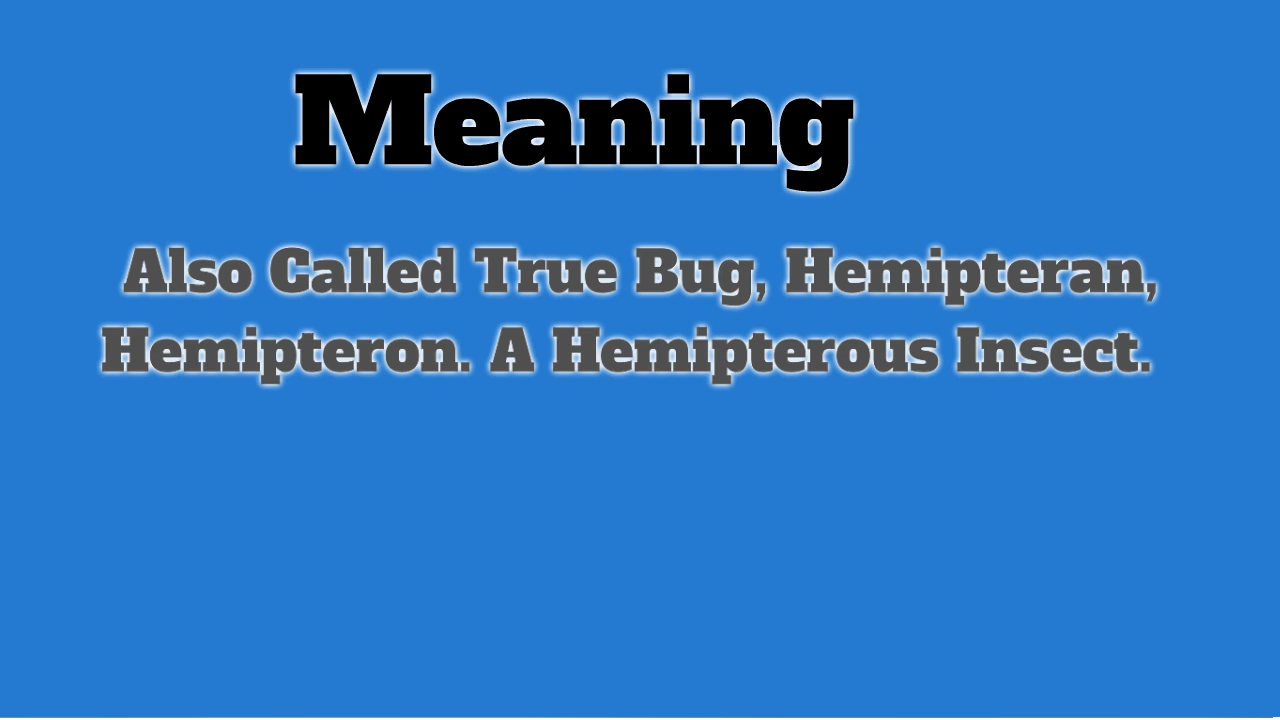 Meaning
Also Called True Bug, Hemipteran,
Hemipteron. A Hemipterous Insect.